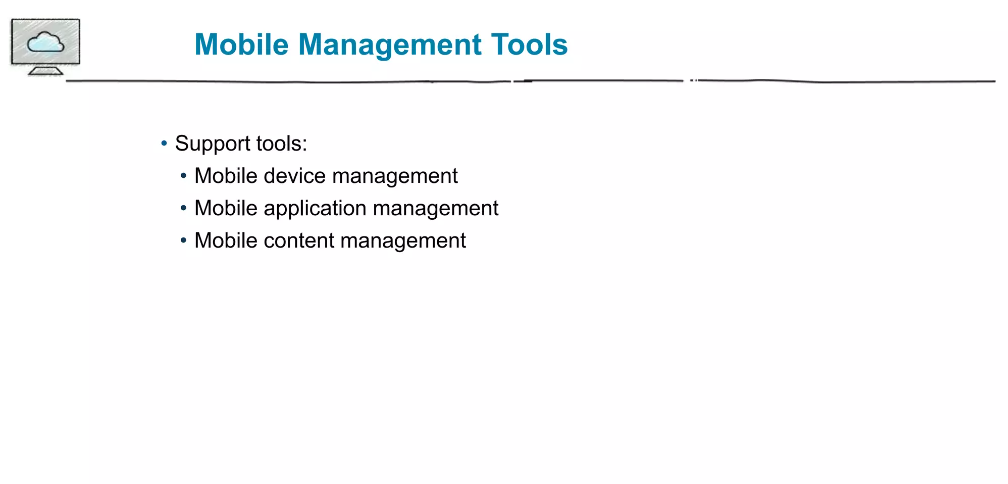 Mobile Management Tools
• Support tools:
• Mobile device management
• Mobile application management
• Mobile content management